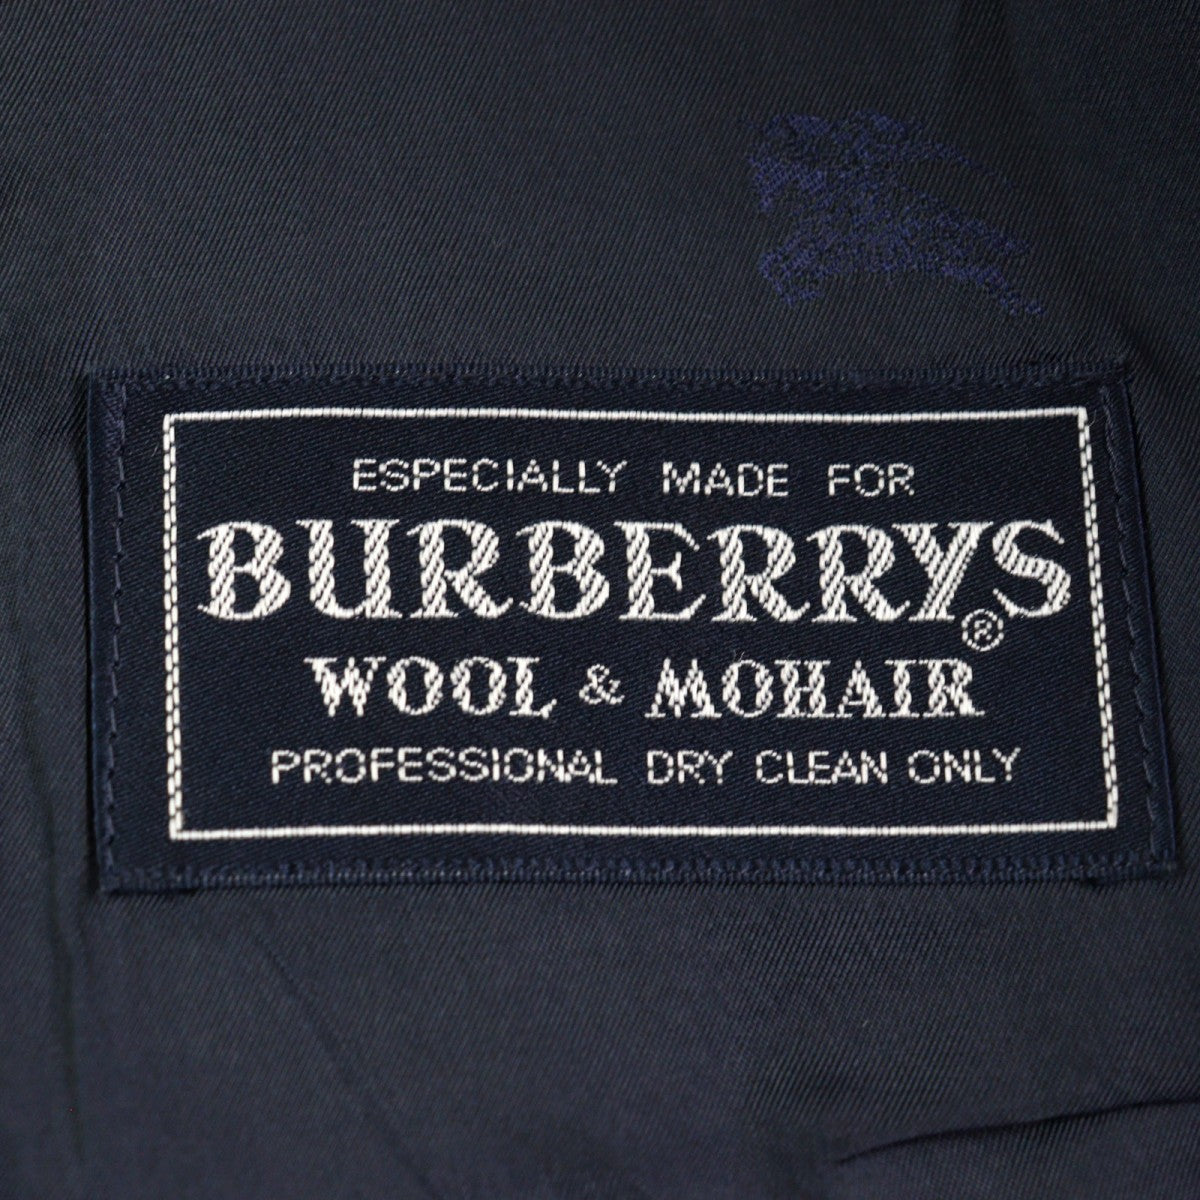 ESPECIALLY MADE FOR
BURBERRYS®
WOOL & MOHAIR
PROFESSIONAL DRY CLEAN ONLY